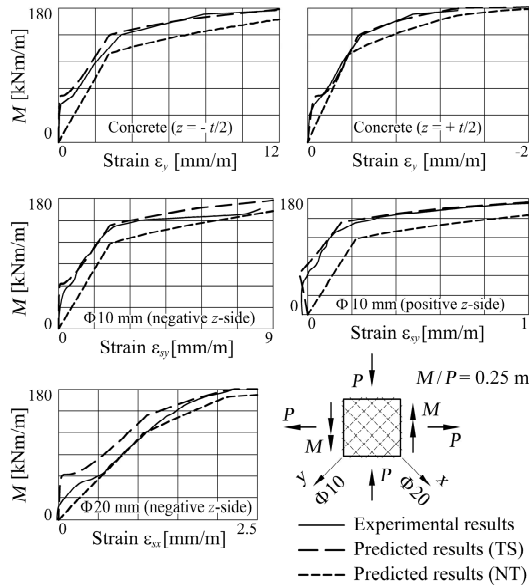 180
M [kNm/m]
0
Concrete (z = - t/2)
0
12
Strain εy [mm/m]
Concrete (z = + t/2)
0
-2
Strain εy [mm/m]
180
M [kNm/m]
0
Φ10 mm (negative z-side)
0
9
Strain εsy [mm/m]
180
0
Φ10 mm (positive z-side)
0
1
Strain εsy [mm/m]
180
M [kNm/m]
0
Φ20 mm (negative z-side)
0
2.5
Strain εsx [mm/m]
P
M/P = 0.25 m
P
M
M
P
y
Φ10
P
Φ20
x
Experimental results
Predicted results (TS)
Predicted results (NT)